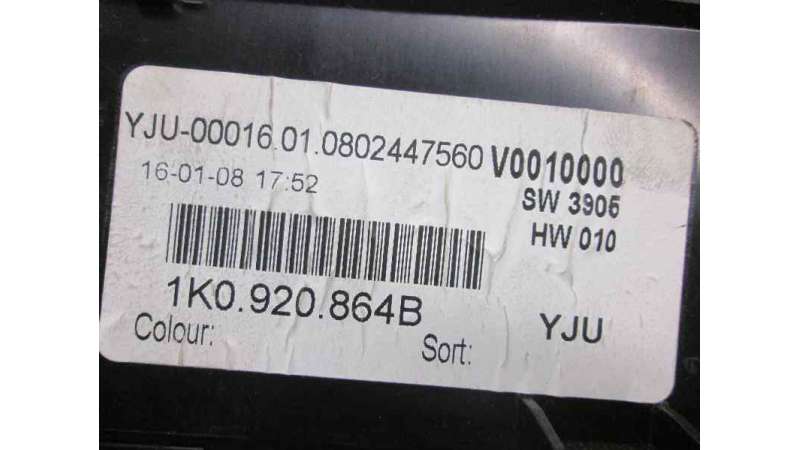 YJU-00016.01.0802447560 V0010000
16-01-08 17:52
SW 3905
HW 010
1K0.920.864B
YJU
Colour:
Sort: